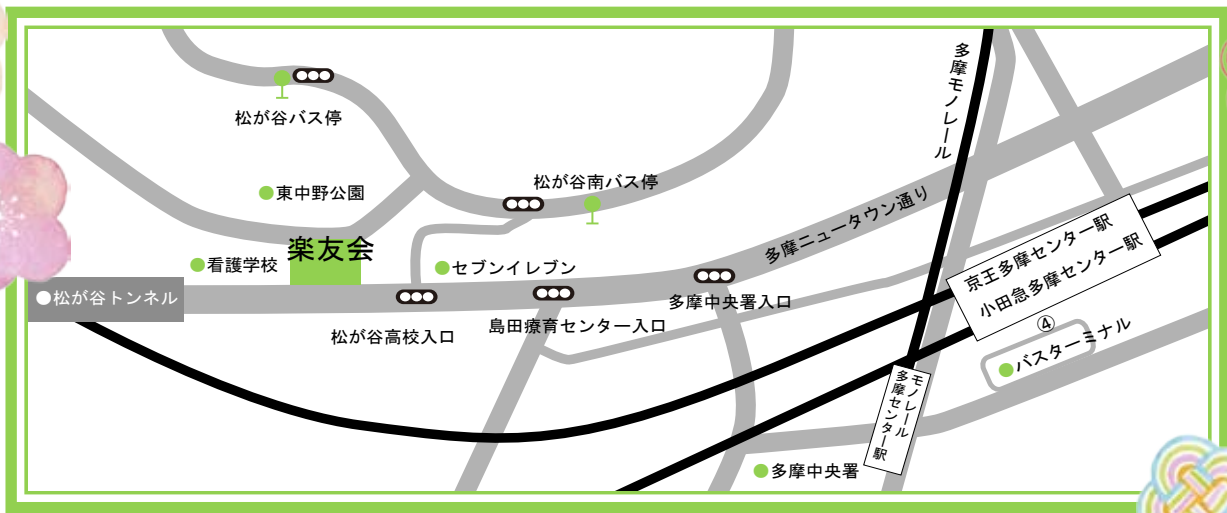 多摩モノレール
松が谷バス停
松が谷南バス停
東中野公園
多摩ニュータウン通り
楽友会
看護学校
セブンイレブン
京王多摩センター駅
小田急多摩センター駅
松が谷トンネル
多摩中央署入口
島田療育センター入口
松が谷高校入口
④
バスターミナル
モノレール
多摩センター駅
多摩中央署